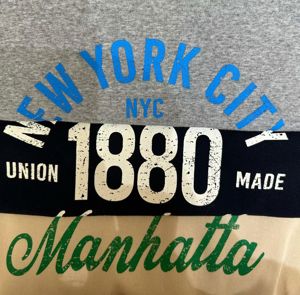 NEW YORK CITY
NYC
1880
UNION MADE
Manhatta